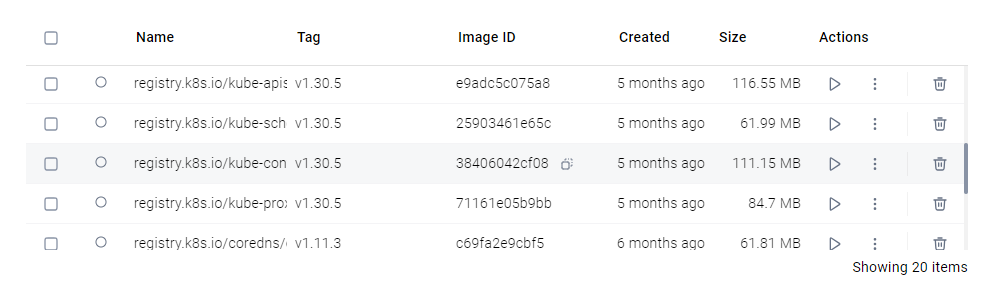 Name Tag Image ID Created Size Actions
registry.k8s.io/kube-apis v1.30.5 e9adc5c075a8 5 months ago 116.55 MB
registry.k8s.io/kube-sch v1.30.5 25903461e65c 5 months ago 61.99 MB
registry.k8s.io/kube-con v1.30.5 38406042cf08 5 months ago 111.15 MB
registry.k8s.io/kube-pro v1.30.5 71161e05b9bb 5 months ago 84.7 MB
registry.k8s.io/coredns/ v1.11.3 c69fa2e9cbf5 6 months ago 61.81 MB
Showing 20 items